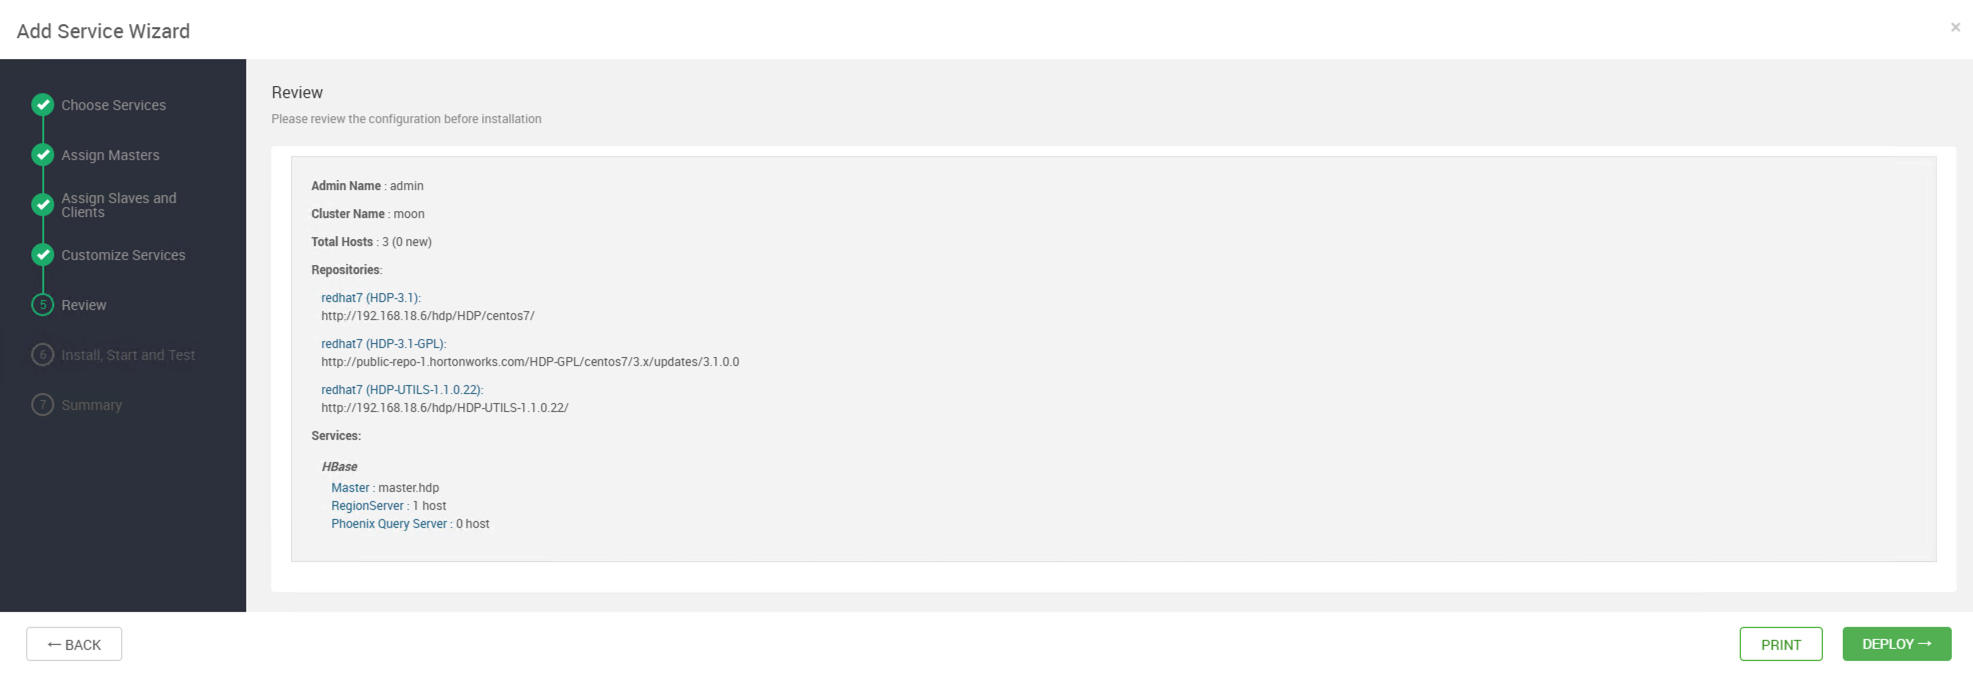 Add Service Wizard
×
Choose Services
Assign Masters
Assign Slaves and
Clients
Customize Services
5 Review
6 Install, Start and Test
7 Summary
Review
Please review the configuration before installation
Admin Name : admin
Cluster Name : moon
Total Hosts : 3 (0 new)
Repositories:
redhat7 (HDP-3.1):
http://192.168.18.6/hdp/HDP/centos7/
redhat7 (HDP-3.1-GPL):
http://public-repo-1.hortonworks.com/HDP-GPL/centos7/3.x/updates/3.1.0.0
redhat7 (HDP-UTILS-1.1.0.22):
http://192.168.18.6/hdp/HDP-UTILS-1.1.0.22/
Services:
HBase
Master : master.hdp
RegionServer : 1 host
Phoenix Query Server : 0 host
← BACK
PRINT
DEPLOY →